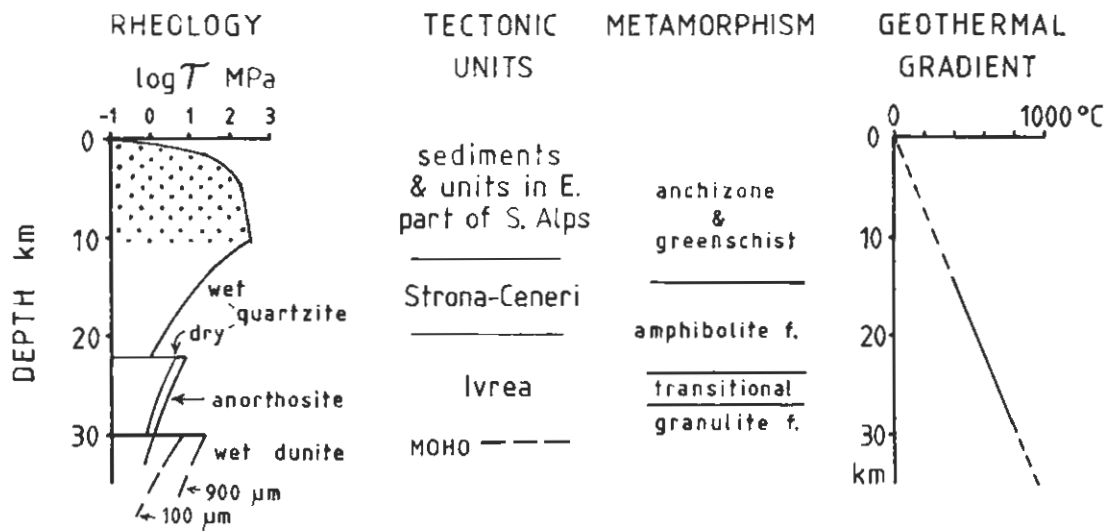 RHEOLOGY
log τ MPa
-1 0 1 2 3
0
10
20
30
DEPTH km
wet
quartzite
dry
anorthosite
wet dunite
900 μm
100 μm
TECTONIC
UNITS
sediments
& units in E.
part of S. Alps
Strona-Ceneri
Ivrea
MOHO
METAMORPHISM
anchizone
&
greenschist
amphibolite f.
transitional
granulite f.
GEOTHERMAL
GRADIENT
0 1000 °C
0
10
20
30
km